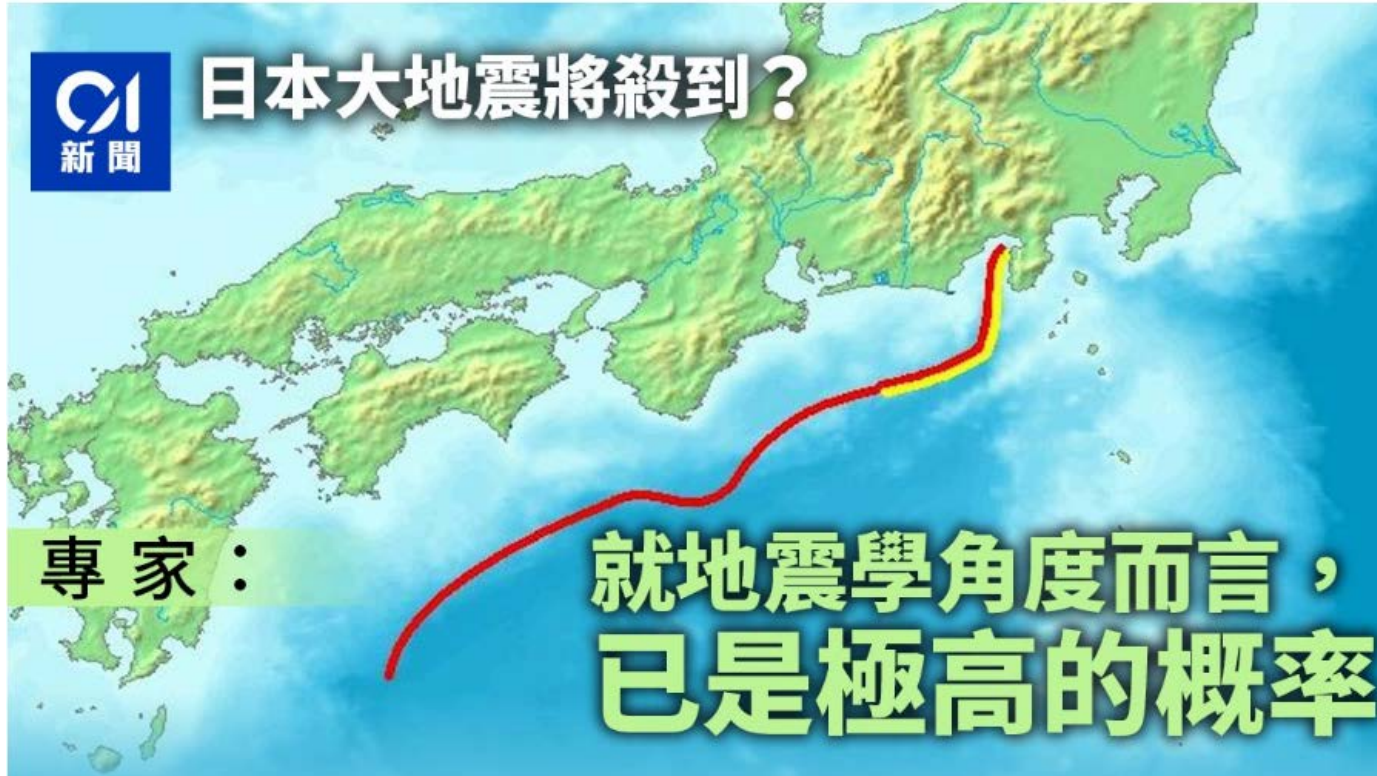 01
新聞
日本大地震將殺到？
專家：
就地震學角度而言，
已是極高的概率